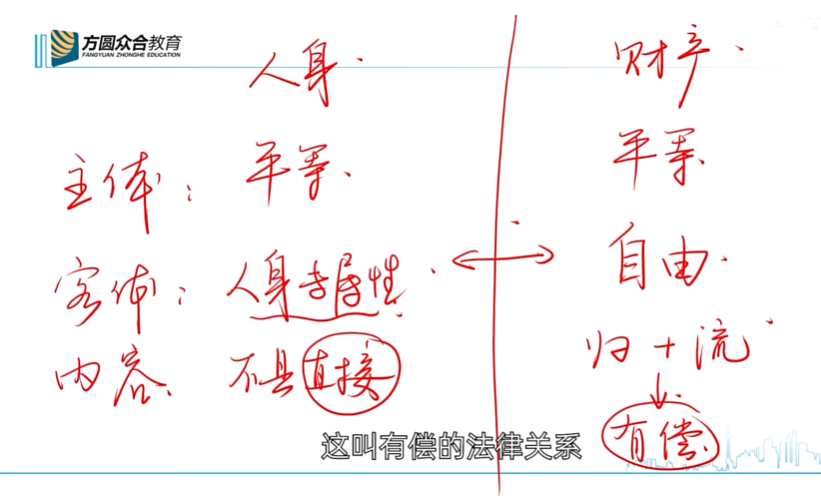 方圆众合教育
FANGYUAN ZHONGHE EDUCATION
人身 财产
主体: 平等 平等
客体: 人身专属性 自由
内容 不具直接 归+流
有偿
这叫有偿的法律关系